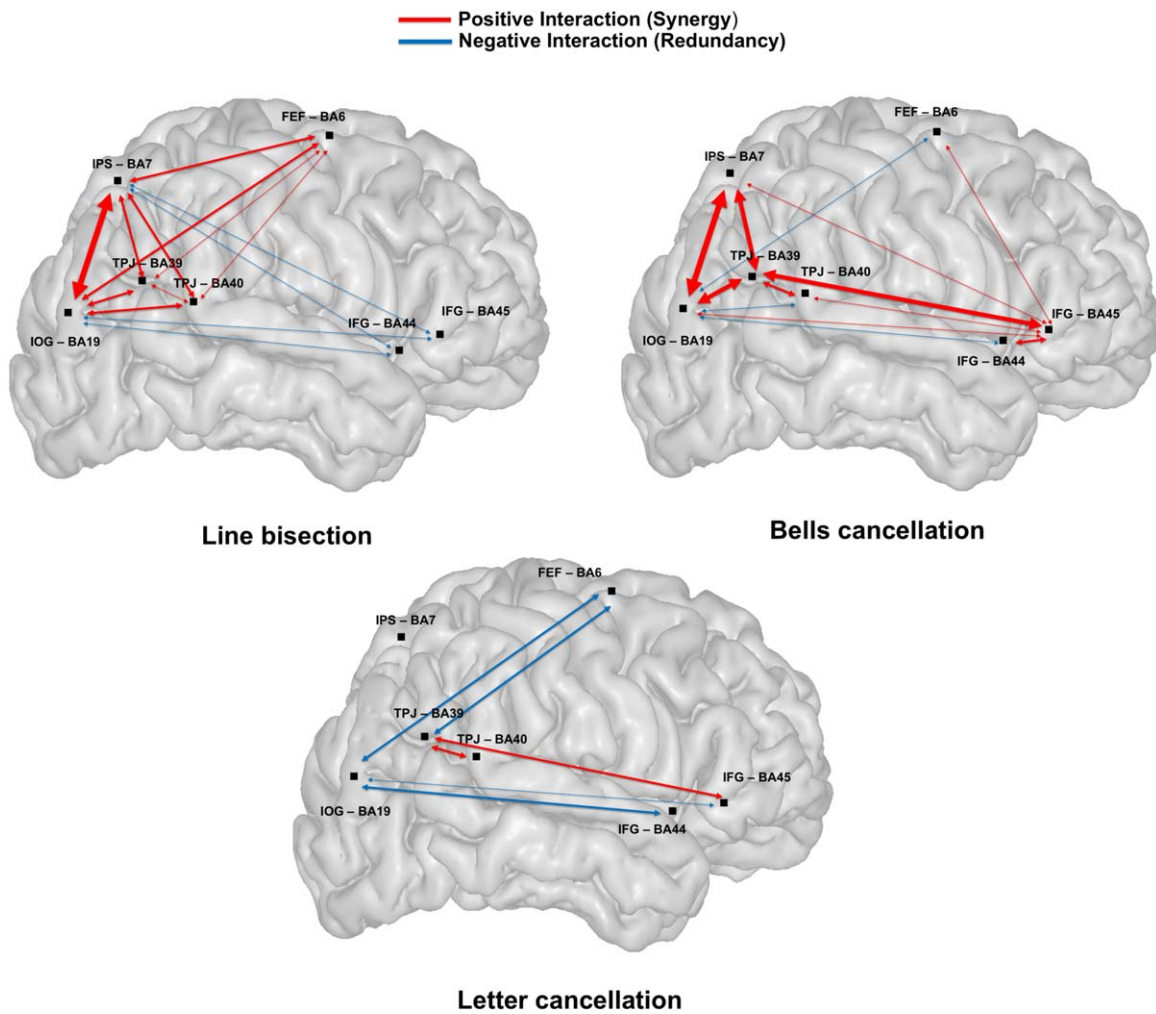 Positive Interaction (Synergy)
Negative Interaction (Redundancy)
FEF – BA6
IPS – BA7
TPJ – BA39
TPJ – BA40
IFG – BA44
IFG – BA45
IOG – BA19
Line bisection
FEF – BA6
IPS – BA7
TPJ – BA39
TPJ – BA40
IFG – BA45
IOG – BA19
IFG – BA44
Bells cancellation
FEF – BA6
IPS – BA7
TPJ – BA39
TPJ – BA40
IFG – BA45
IOG – BA19
IFG – BA44
Letter cancellation